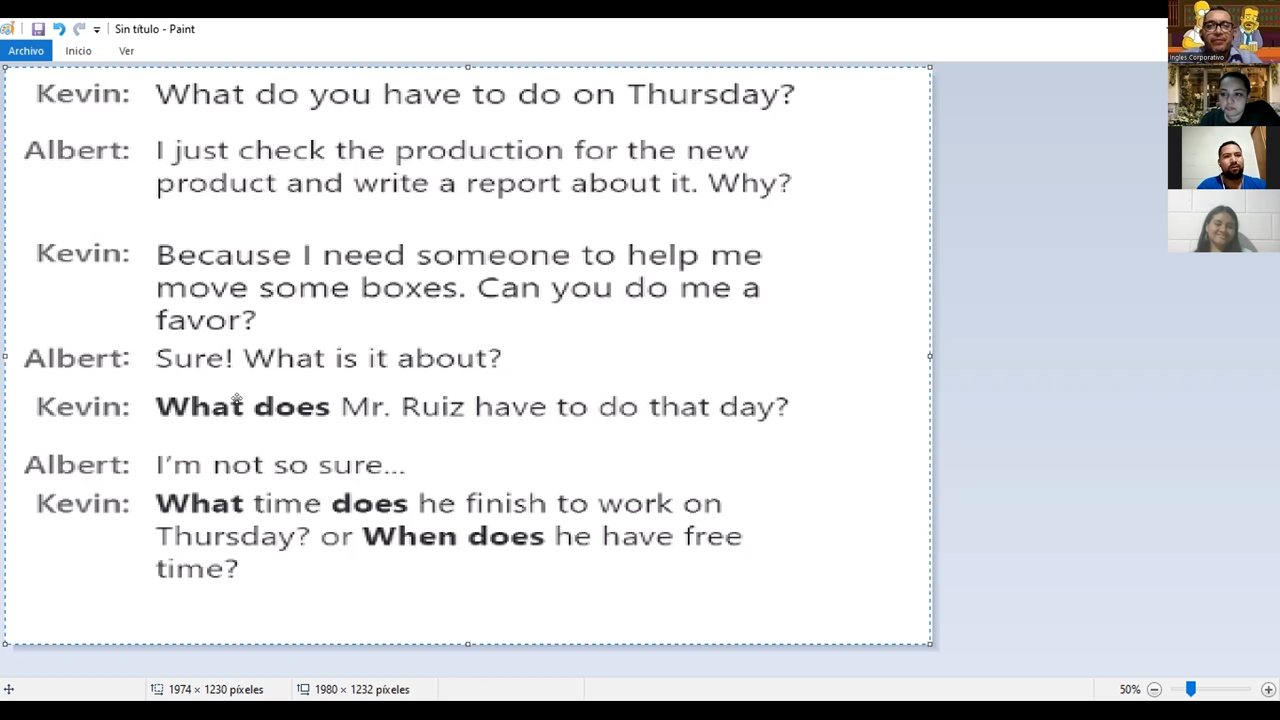 Sin título - Paint
Archivo Inicio Ver
Kevin: What do you have to do on Thursday?
Albert: I just check the production for the new
product and write a report about it. Why?
Kevin: Because I need someone to help me
move some boxes. Can you do me a
favor?
Albert: Sure! What is it about?
Kevin: What does Mr. Ruiz have to do that day?
Albert: I'm not so sure...
Kevin: What time does he finish to work on
Thursday? or When does he have free
time?
Ingles Corporativo
1974 × 1230 píxeles 1980 × 1232 píxeles 50%